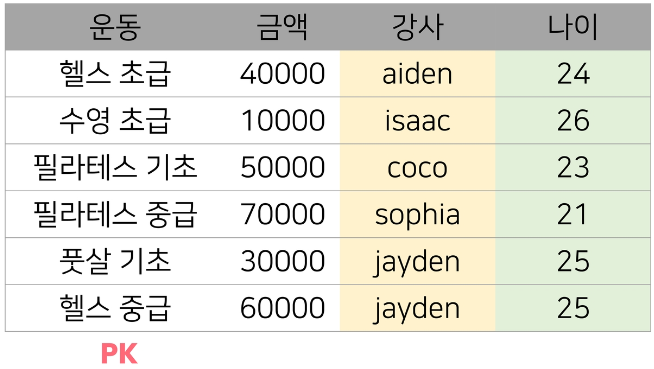 운동 금액 강사 나이
헬스 초급 40000 aiden 24
수영 초급 10000 isaac 26
필라테스 기초 50000 coco 23
필라테스 중급 70000 sophia 21
풋살 기초 30000 jayden 25
헬스 중급 60000 jayden 25
PK